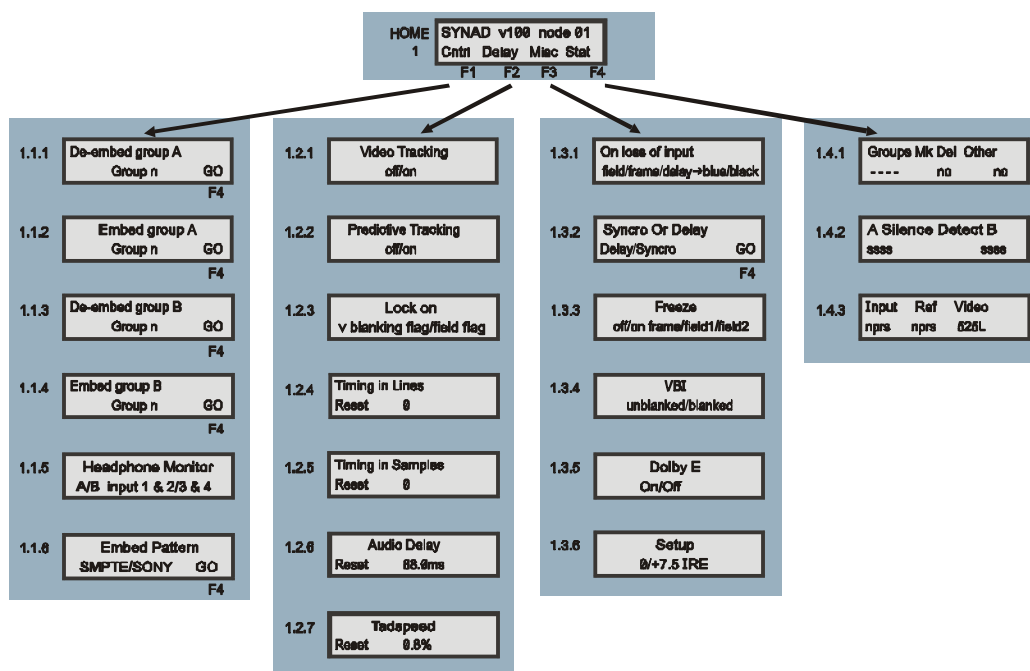 HOME
1
SYNAD v100 node 01
Cntrl Delay Misc Stat
F1 F2 F3 F4
1.1.1
De-embed group A
Group n GO
F4
1.1.2
Embed group A
Group n GO
F4
1.1.3
De-embed group B
Group n GO
F4
1.1.4
Embed group B
Group n GO
F4
1.1.5
Headphone Monitor
A/B input 1 & 2/3 & 4
1.1.6
Embed Pattern
SMPTE/SONY GO
F4
1.2.1
Video Tracking
off/on
1.2.2
Predictive Tracking
off/on
1.2.3
Lock on
v blanking flag/field flag
1.2.4
Timing in Lines
Reset 0
1.2.5
Timing in Samples
Reset 0
1.2.6
Audio Delay
Reset 88.0ms
1.2.7
Tadspeed
Reset 0.8%
1.3.1
On loss of input
field/frame/delay→blue/black
1.3.2
Syncro Or Delay
Delay/Syncro GO
F4
1.3.3
Freeze
off/on frame/field1/field2
1.3.4
VBI
unblanked/blanked
1.3.5
Dolby E
On/Off
1.3.6
Setup
0/+7.5 IRE
1.4.1
Groups Mk Del Other
---- no no
1.4.2
A Silence Detect B
ssss ssss
1.4.3
Input Ref Video
nprs nprs 525L